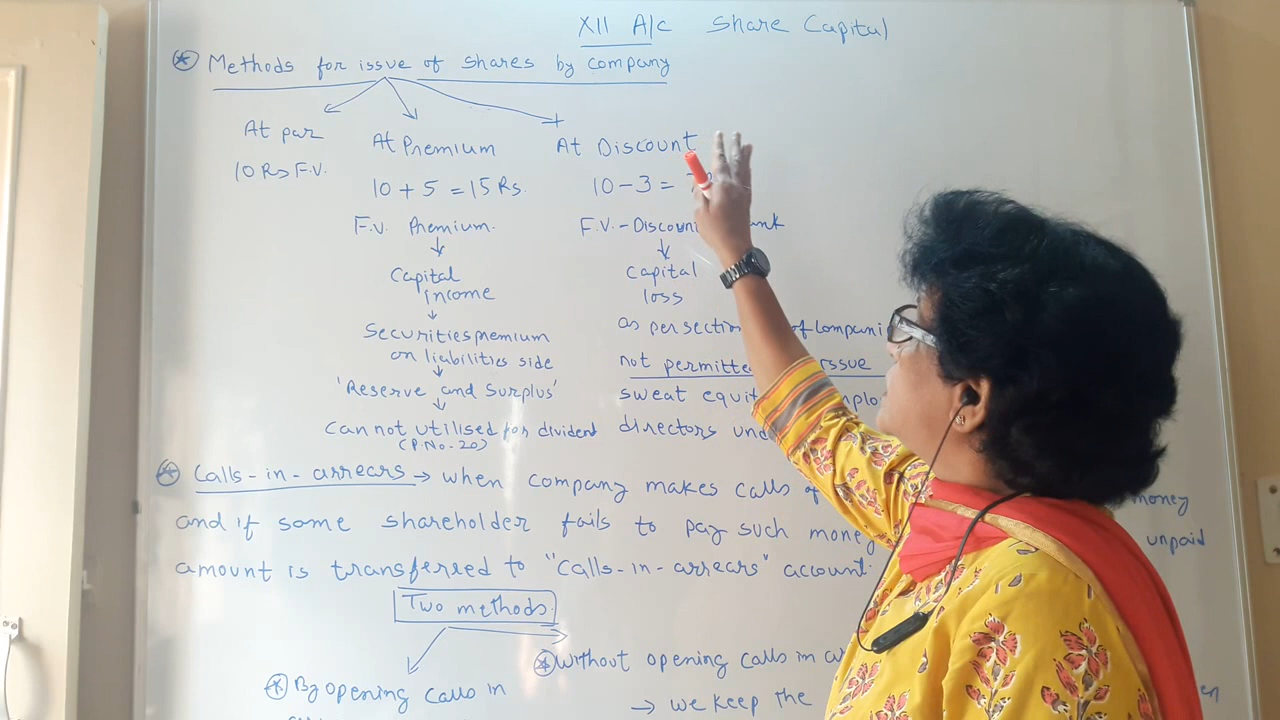 XII A/c Share Capital
Methods for issue of shares by company
At par
10 Rs F.V.
At Premium
10 + 5 = 15 Rs.
F.V. Premium.
Capital
income
Securities premium
on liabilities side
'Reserve and Surplus'
can not utilised for divident
(P.No-20)
At Discount
10 - 3 =
F.V. - Discount
Capital
loss
as per section of
not permitted issue
sweat
directors
Calls-in-arrears → when company makes calls money
and if some shareholder fails to pay such money unpaid
amount is transferred to "calls-in-arrears" account.
Two methods
By opening calls in
Without opening calls in
→ we keep the